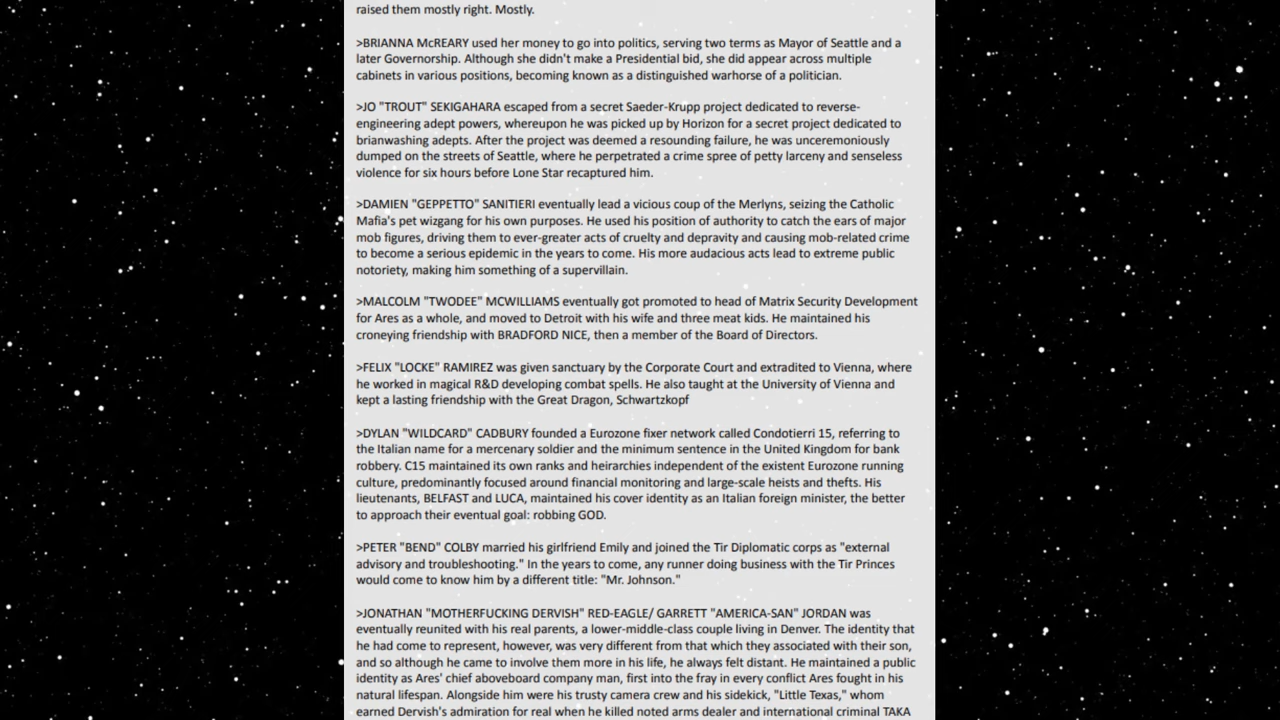 raised them mostly right. Mostly.
>BRIANNA McREARY used her money to go into politics, serving two terms as Mayor of Seattle and a
later Governorship. Although she didn't make a Presidential bid, she did appear across multiple
cabinets in various positions, becoming known as a distinguished warhorse of a politician.
>JO "TROUT" SEKIGAHARA escaped from a secret Saeder-Krupp project dedicated to reverse-
engineering adept powers, whereupon he was picked up by Horizon for a secret project dedicated to
brianwashing adepts. After the project was deemed a resounding failure, he was unceremoniously
dumped on the streets of Seattle, where he perpetrated a crime spree of petty larceny and senseless
violence for six hours before Lone Star recaptured him.
>DAMIEN "GEPPETTO" SANITIERI eventually lead a vicious coup of the Merlyns, seizing the Catholic
Mafia's pet wizgang for his own purposes. He used his position of authority to catch the ears of major
mob figures, driving them to ever-greater acts of cruelty and depravity and causing mob-related crime
to become a serious epidemic in the years to come. His more audacious acts lead to extreme public
notoriety, making him something of a supervillain.
>MALCOLM "TWODEE" MCWILLIAMS eventually got promoted to head of Matrix Security Development
for Ares as a whole, and moved to Detroit with his wife and three meat kids. He maintained his
croneying friendship with BRADFORD NICE, then a member of the Board of Directors.
>FELIX "LOCKE" RAMIREZ was given sanctuary by the Corporate Court and extradited to Vienna, where
he worked in magical R&D developing combat spells. He also taught at the University of Vienna and
kept a lasting friendship with the Great Dragon, Schwartzkopf
>DYLAN "WILDCARD" CADBURY founded a Eurozone fixer network called Condotierri 15, referring to
the Italian name for a mercenary soldier and the minimum sentence in the United Kingdom for bank
robbery. C15 maintained its own ranks and heirarchies independent of the existent Eurozone running
culture, predominantly focused around financial monitoring and large-scale heists and thefts. His
lieutenants, BELFAST and LUCA, maintained his cover identity as an Italian foreign minister, the better
to approach their eventual goal: robbing GOD.
>PETER "BEND" COLBY married his girlfriend Emily and joined the Tir Diplomatic corps as "external
advisory and troubleshooting." In the years to come, any runner doing business with the Tir Princes
would come to know him by a different title: "Mr. Johnson."
>JONATHAN "MOTHERFUCKING DERVISH" RED-EAGLE/ GARRETT "AMERICA-SAN" JORDAN was
eventually reunited with his real parents, a lower-middle-class couple living in Denver. The identity that
he had come to represent, however, was very different from that which they associated with their son,
and so although he came to involve them more in his life, he always felt distant. He maintained a public
identity as Ares' chief aboveboard company man, first into the fray in every conflict Ares fought in his
natural lifespan. Alongside him were his trusty camera crew and his sidekick, "Little Texas," whom
earned Dervish's admiration for real when he killed noted arms dealer and international criminal TAKA